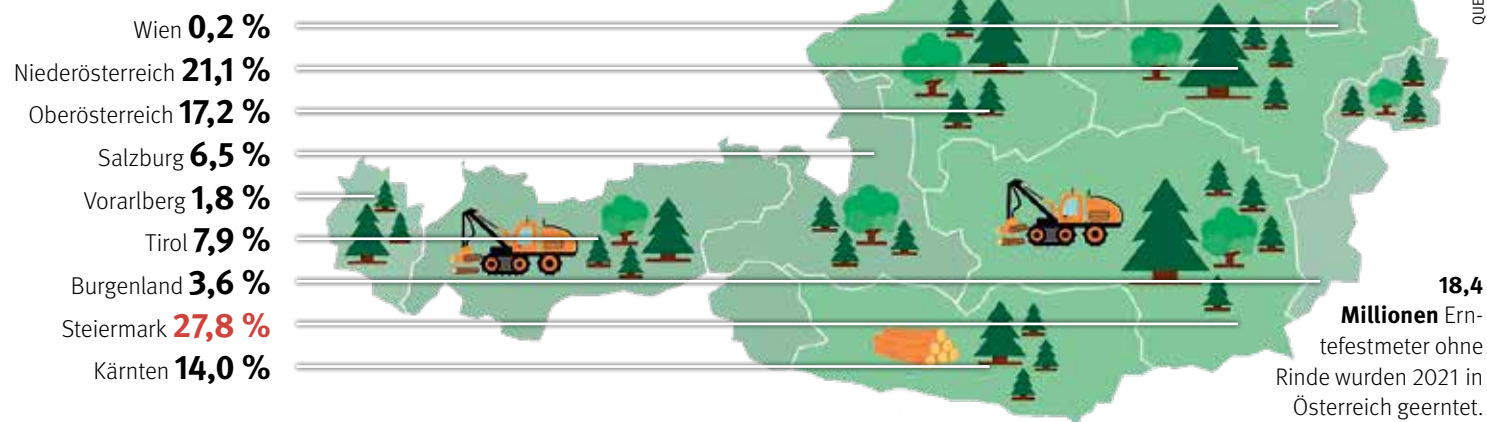 Wien 0,2 %
Niederösterreich 21,1 %
Oberösterreich 17,2 %
Salzburg 6,5 %
Vorarlberg 1,8 %
Tirol 7,9 %
Burgenland 3,6 %
Steiermark 27,8 %
Kärnten 14,0 %
18,4
Millionen Ern-
tefestmeter ohne
Rinde wurden 2021 in
Österreich geerntet.
QUE